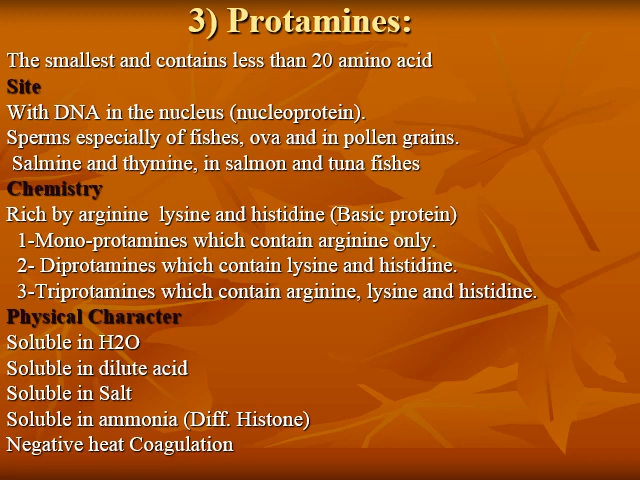 3) Protamines:
The smallest and contains less than 20 amino acid
Site
With DNA in the nucleus (nucleoprotein).
Sperms especially of fishes, ova and in pollen grains.
Salmine and thymine, in salmon and tuna fishes
Chemistry
Rich by arginine lysine and histidine (Basic protein)
1-Mono-protamines which contain arginine only.
2- Diprotamines which contain lysine and histidine.
3-Triprotamines which contain arginine, lysine and histidine.
Physical Character
Soluble in H2O
Soluble in dilute acid
Soluble in Salt
Soluble in ammonia (Diff. Histone)
Negative heat Coagulation